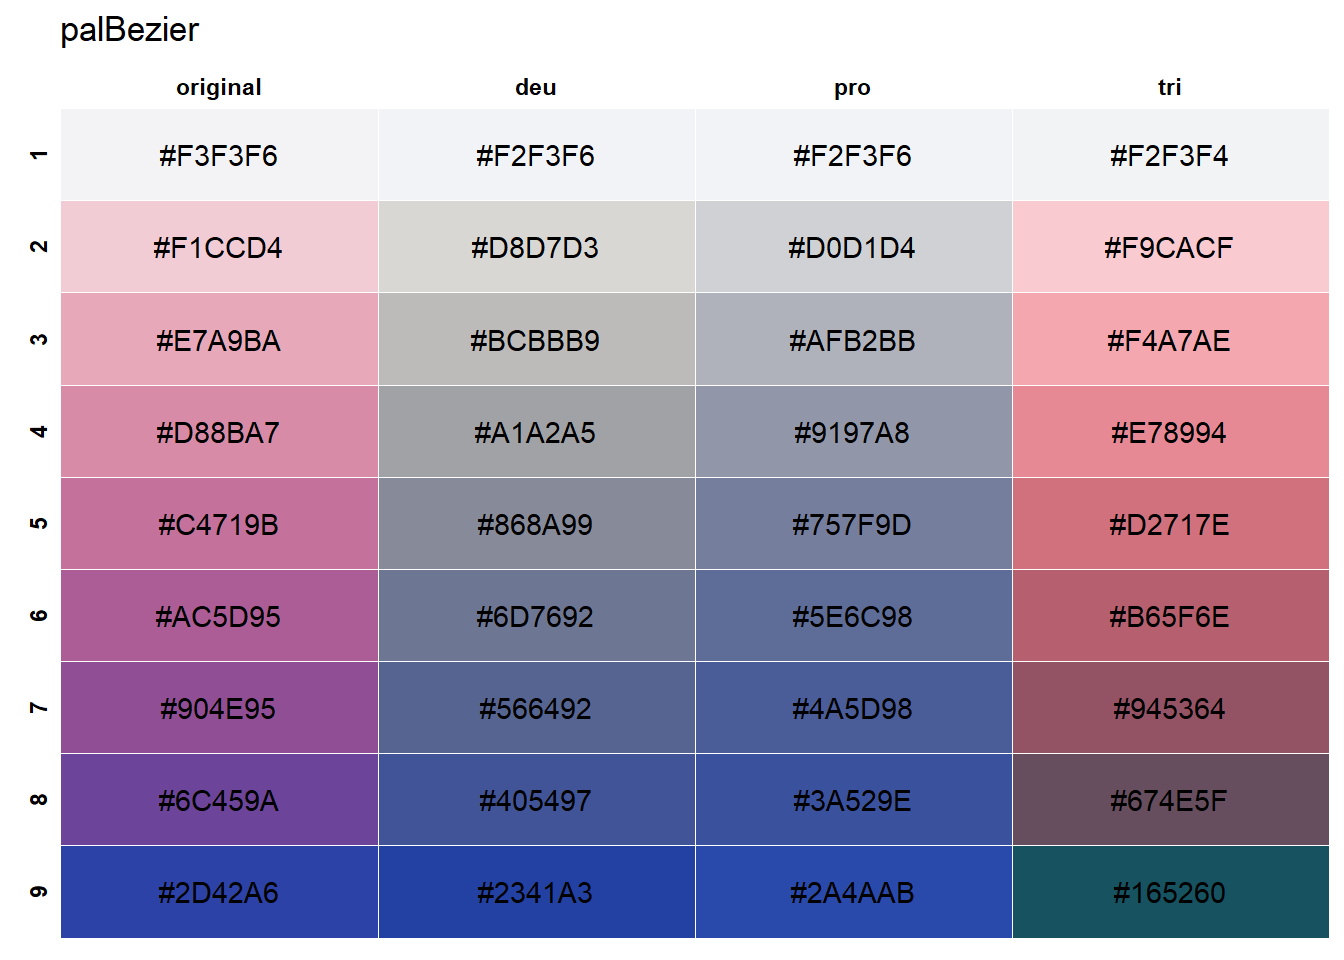 palBezier
original deu pro tri
1 #F3F3F6 #F2F3F6 #F2F3F6 #F2F3F4
2 #F1CCD4 #D8D7D3 #D0D1D4 #F9CACF
3 #E7A9BA #BCBBB9 #AFB2BB #F4A7AE
4 #D88BA7 #A1A2A5 #9197A8 #E78994
5 #C4719B #868A99 #757F9D #D2717E
6 #AC5D95 #6D7692 #5E6C98 #B65F6E
7 #904E95 #566492 #4A5D98 #945364
8 #6C459A #405497 #3A529E #674E5F
9 #2D42A6 #2341A3 #2A4AAB #165260